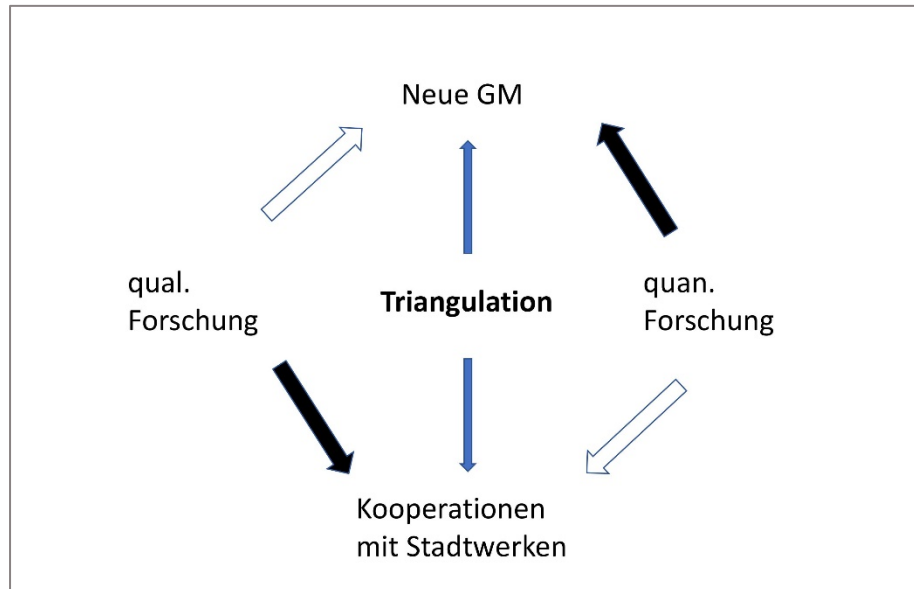 Neue GM
qual.
Forschung
Triangulation
quan.
Forschung
Kooperationen
mit Stadtwerken